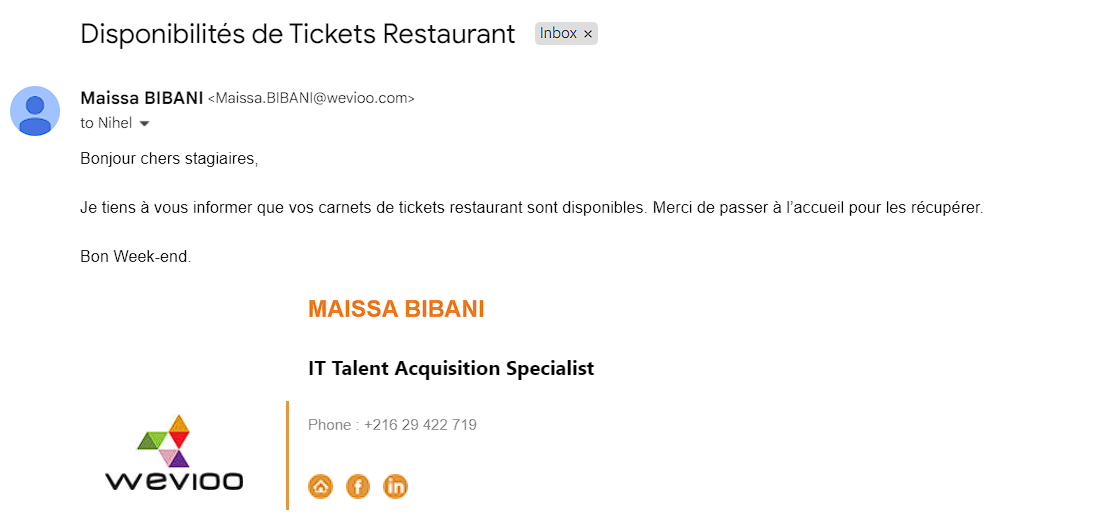 Disponibilités de Tickets Restaurant Inbox ×
Maissa BIBANI <Maissa.BIBANI@wevioo.com>
to Nihel
Bonjour chers stagiaires,
Je tiens à vous informer que vos carnets de tickets restaurant sont disponibles. Merci de passer à l’accueil pour les récupérer.
Bon Week-end.
MAISSA BIBANI
IT Talent Acquisition Specialist
Phone : +216 29 422 719
wevioo
f in